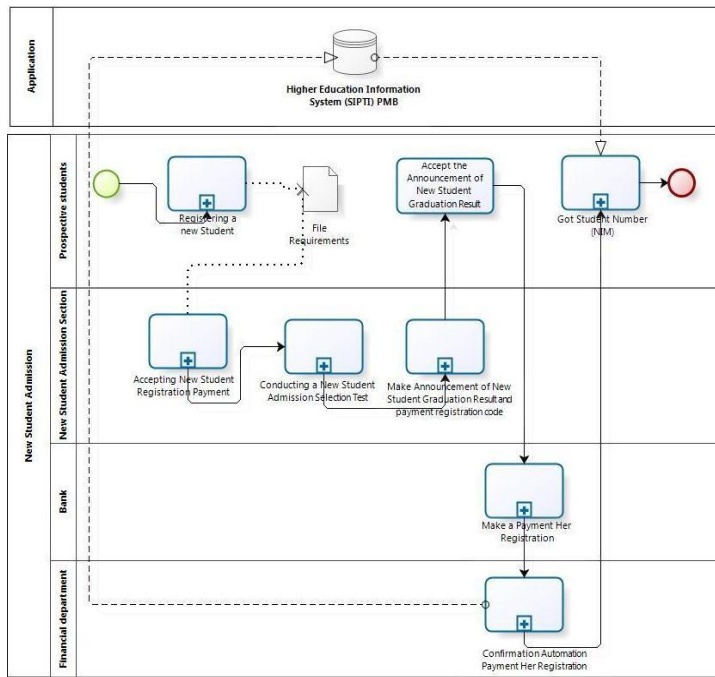 Application
Higher Education Information
System (SIPTI) PMB
New Student Admission
Prospective students
Registering a
new Student
File
Requirements
Accept the
Announcement of
New Student
Graduation Result
Got Student Number
(NIM)
New Student Admission Section
Accepting New Student
Registration Payment
Conducting a New Student
Admission Selection Test
Make Announcement of New
Student Graduation Result and
payment registration code
Bank
Make a Payment Her
Registration
Financial department
Confirmation Automation
Payment Her Registration